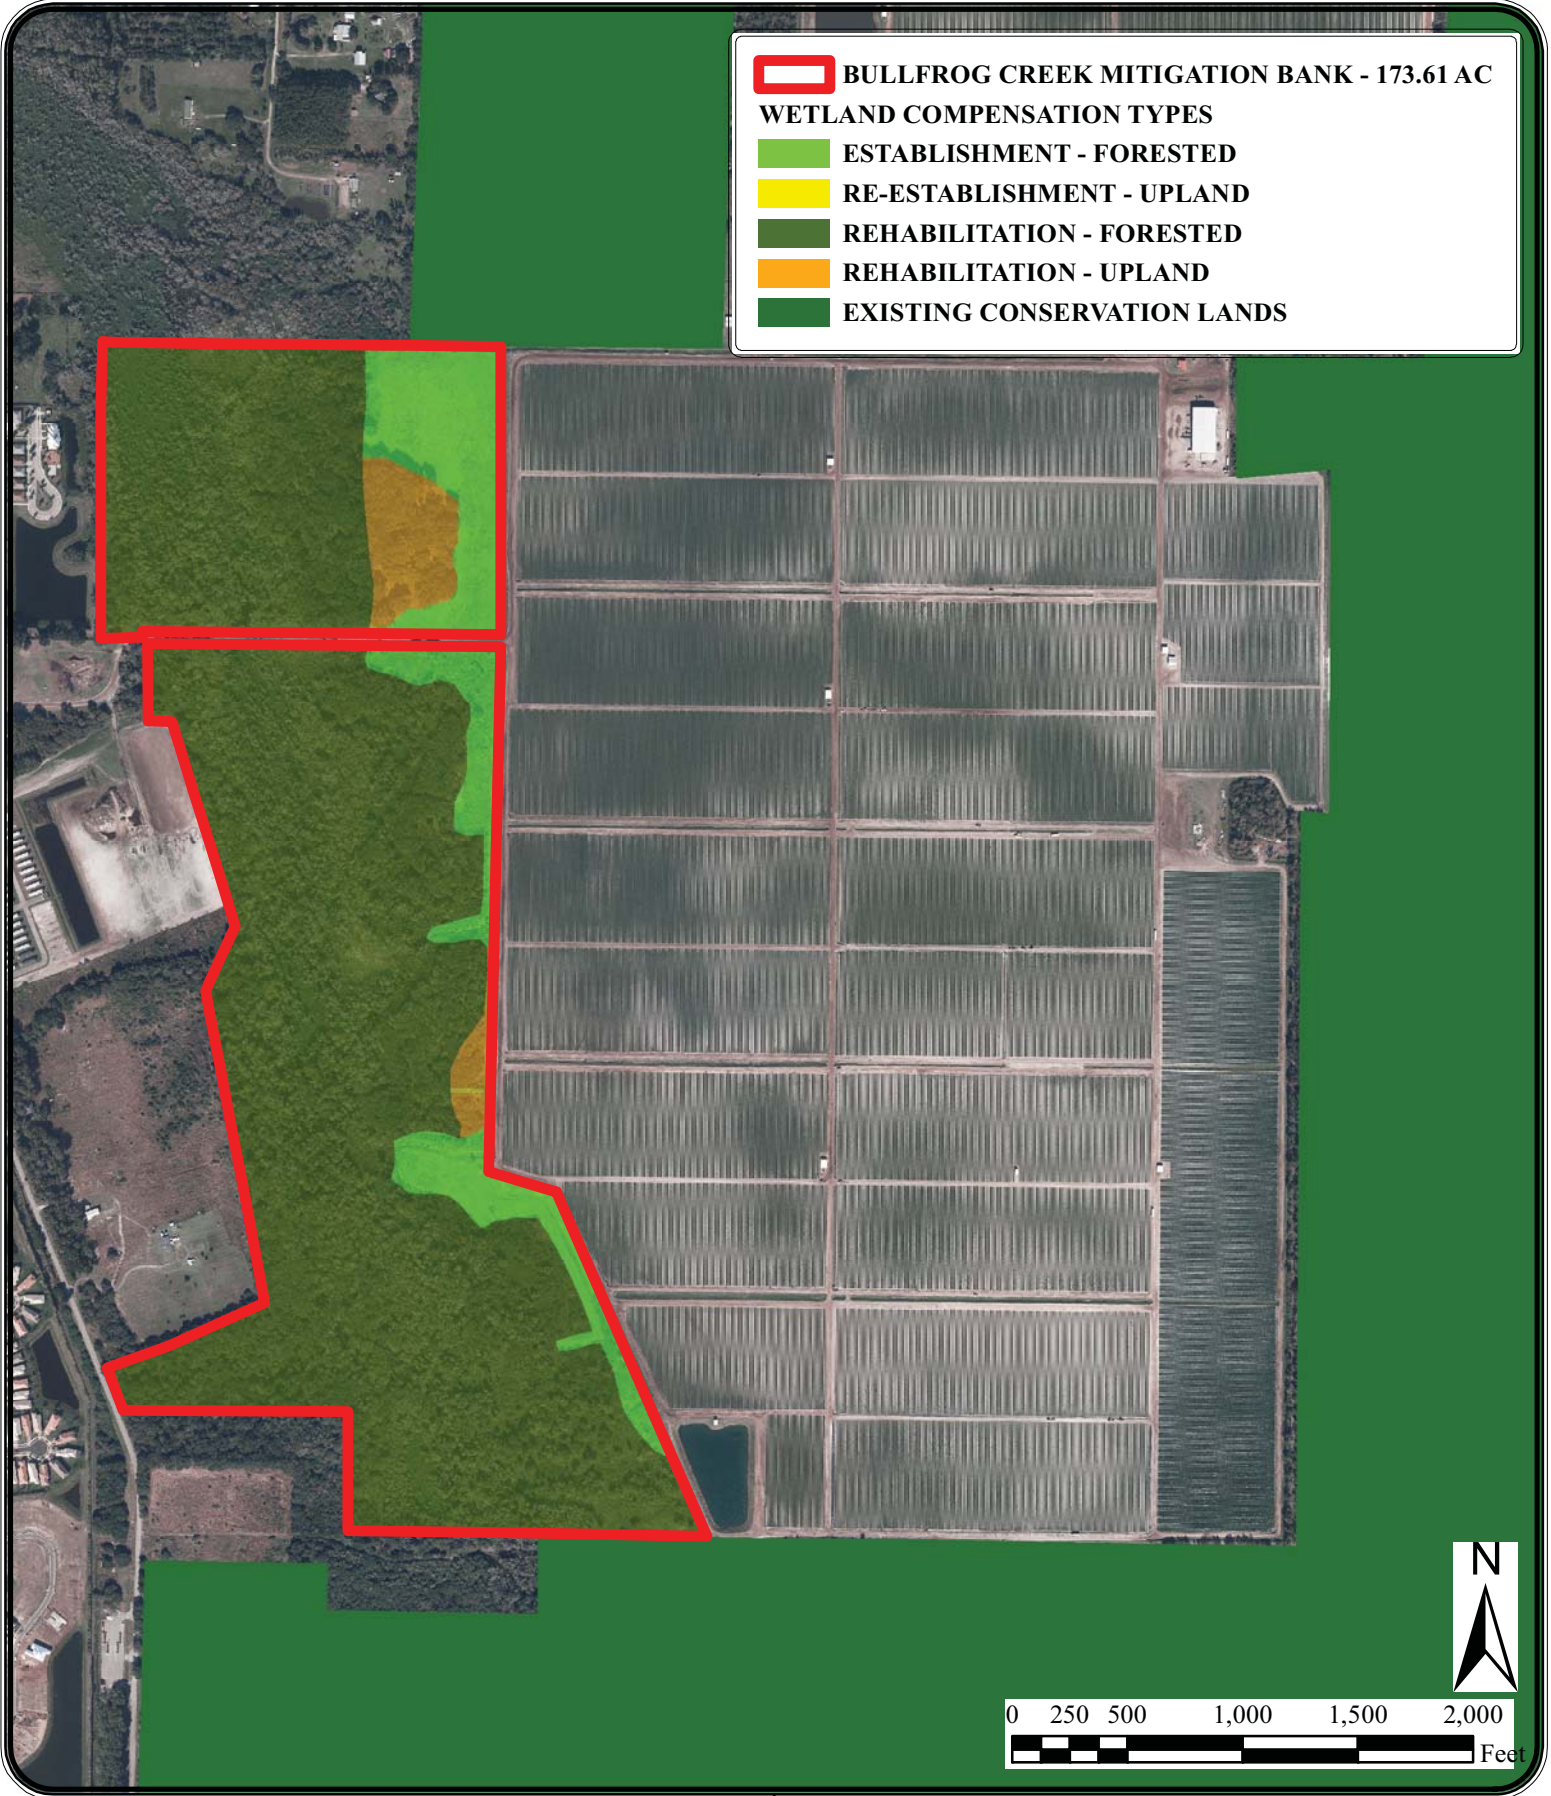 BULLFROG CREEK MITIGATION BANK - 173.61 AC
WETLAND COMPENSATION TYPES
ESTABLISHMENT - FORESTED
RE-ESTABLISHMENT - UPLAND
REHABILITATION - FORESTED
REHABILITATION - UPLAND
EXISTING CONSERVATION LANDS
N
0 250 500 1,000 1,500 2,000
Feet